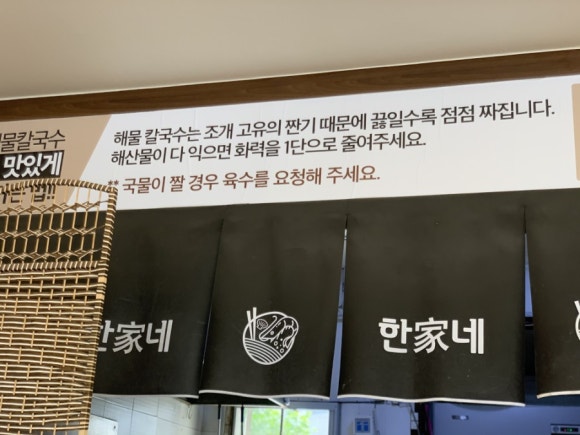 물칼국수
맛있게
해물 칼국수는 조개 고유의 짠기 때문에 끓일수록 점점 짜집니다.
해산물이 다 익으면 화력을 1단으로 줄여주세요.
** 국물이 짤 경우 육수를 요청해 주세요.
한家네
한家네